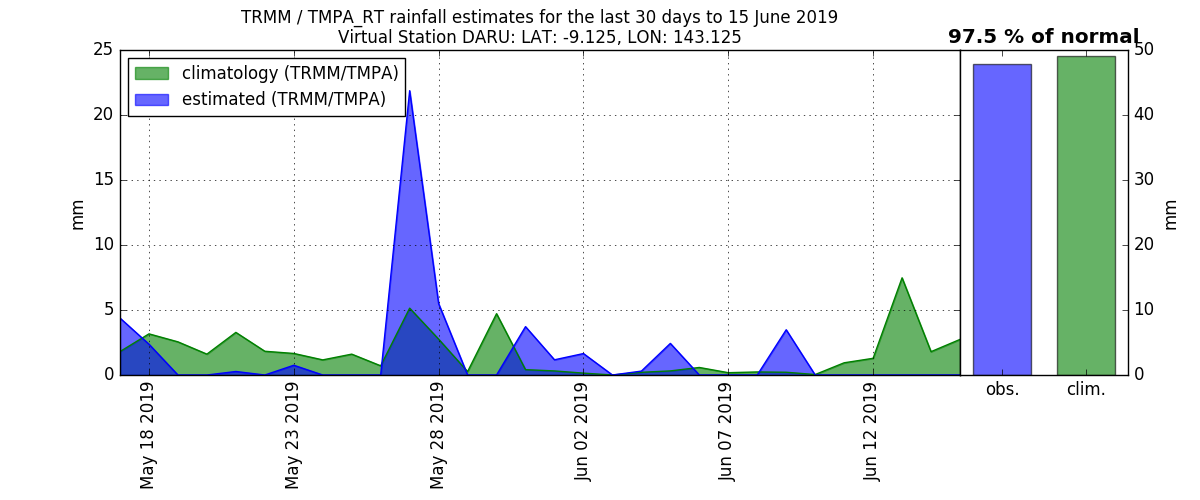 TRMM / TMPA_RT rainfall estimates for the last 30 days to 15 June 2019
Virtual Station DARU: LAT: -9.125, LON: 143.125
97.5 % of normal
climatology (TRMM/TMPA)
estimated (TRMM/TMPA)
25
20
15
10
5
0
mm
May 18 2019
May 23 2019
May 28 2019
Jun 02 2019
Jun 07 2019
Jun 12 2019
50
40
30
20
10
0
mm
obs.
clim.